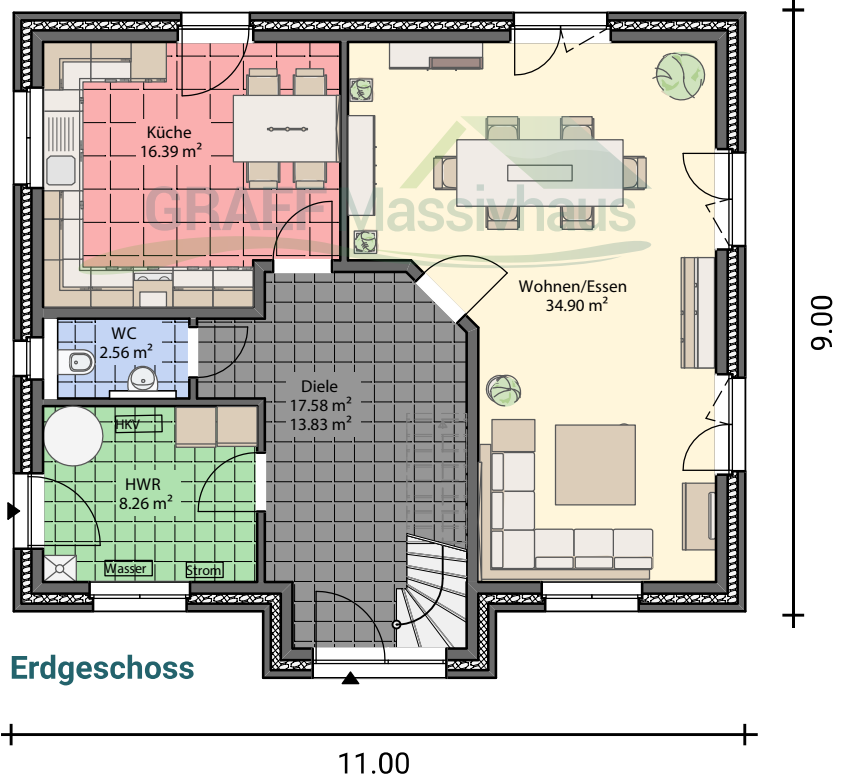 Küche
16.39 m²
GRÄFF Massivhaus
Wohnen/Essen
34.90 m²
WC
2.56 m²
Diele
17.58 m²
13.83 m²
HKV
HWR
8.26 m²
Wasser
Strom
9.00
Erdgeschoss
11.00